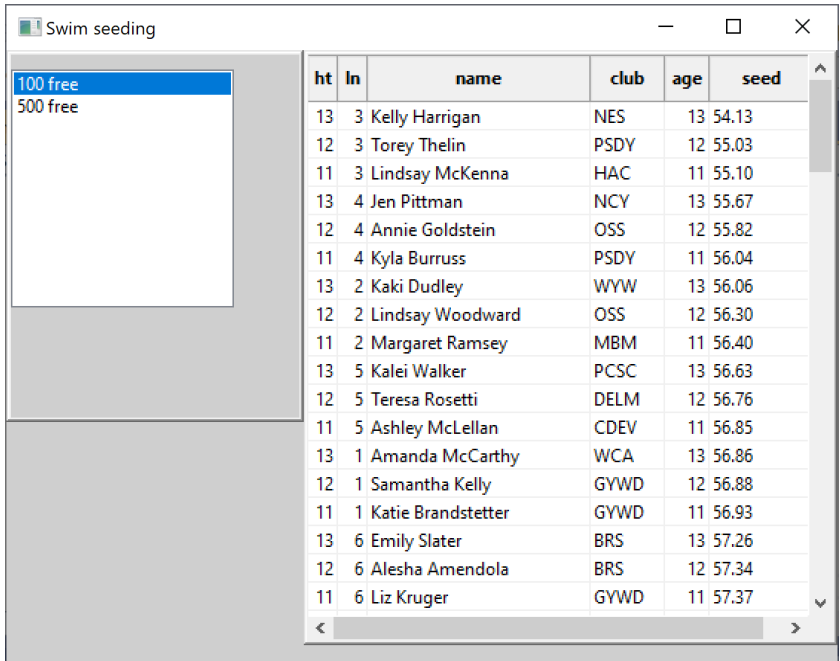 Swim seeding
100 free
500 free
ht ln name club age seed
13 3 Kelly Harrigan NES 13 54.13
12 3 Torey Thelin PSDY 12 55.03
11 3 Lindsay McKenna HAC 11 55.10
13 4 Jen Pittman NCY 13 55.67
12 4 Annie Goldstein OSS 12 55.82
11 4 Kyla Burruss PSDY 11 56.04
13 2 Kaki Dudley WYW 13 56.06
12 2 Lindsay Woodward OSS 12 56.30
11 2 Margaret Ramsey MBM 11 56.40
13 5 Kalei Walker PCSC 13 56.63
12 5 Teresa Rosetti DELM 12 56.76
11 5 Ashley McLellan CDEV 11 56.85
13 1 Amanda McCarthy WCA 13 56.86
12 1 Samantha Kelly GYWD 12 56.88
11 1 Katie Brandstetter GYWD 11 56.93
13 6 Emily Slater BRS 13 57.26
12 6 Alesha Amendola BRS 12 57.34
11 6 Liz Kruger GYWD 11 57.37